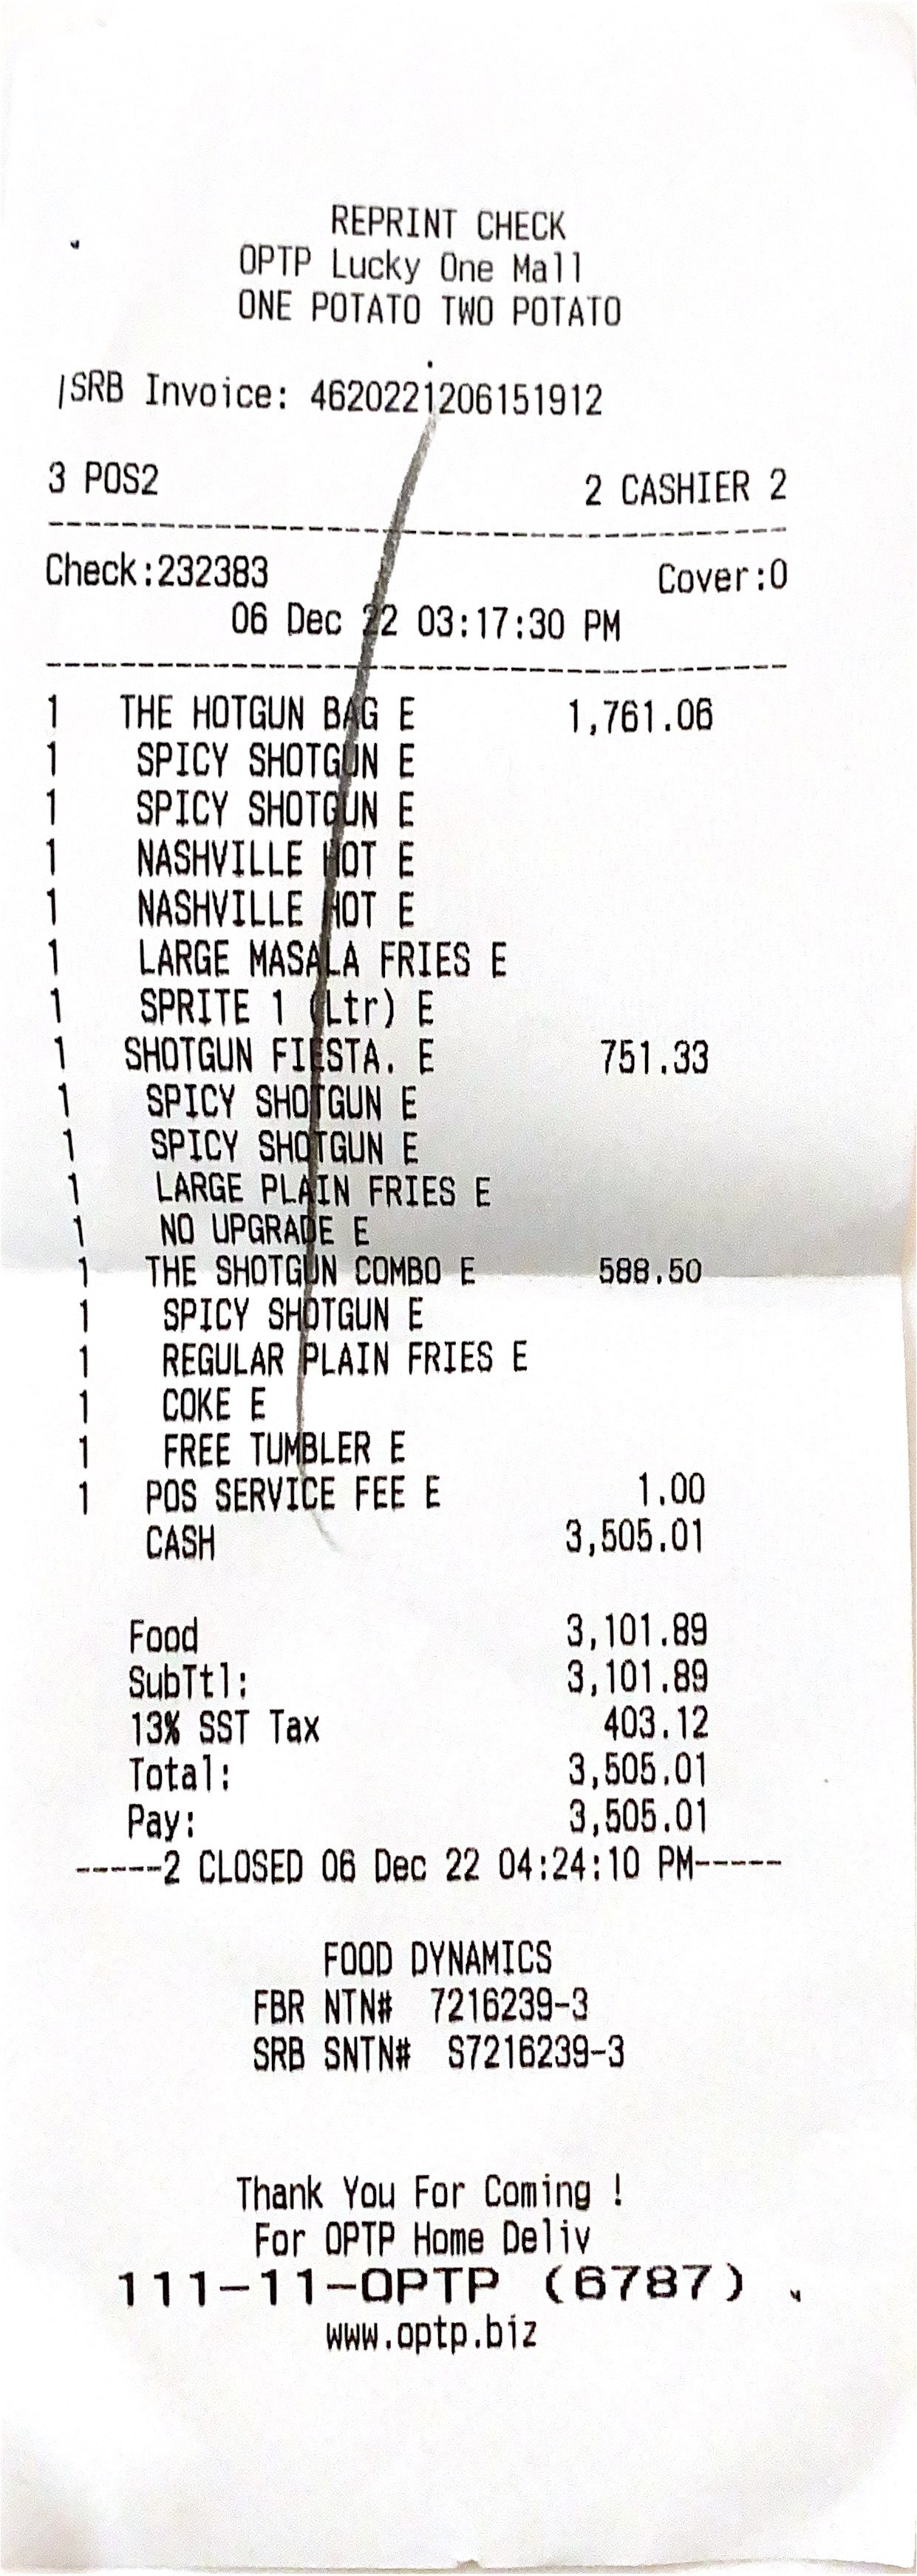 REPRINT CHECK
OPTP Lucky One Mall
ONE POTATO TWO POTATO
SRB Invoice: 4620221206151912
3 POS2 2 CASHIER 2
--------------------------------
Check:232383 Cover:0
06 Dec 22 03:17:30 PM
--------------------------------
1 THE HOTGUN BAG E 1,761.06
1 SPICY SHOTGUN E
1 SPICY SHOTGUN E
1 NASHVILLE HOT E
1 NASHVILLE HOT E
1 LARGE MASALA FRIES E
1 SPRITE 1 (Ltr) E
1 SHOTGUN FIESTA. E 751.33
1 SPICY SHOTGUN E
1 SPICY SHOTGUN E
1 LARGE PLAIN FRIES E
1 NO UPGRADE E
1 THE SHOTGUN COMBO E 588.50
1 SPICY SHOTGUN E
1 REGULAR PLAIN FRIES E
1 COKE E
1 FREE TUMBLER E
1 POS SERVICE FEE E 1.00
CASH 3,505.01
Food 3,101.89
SubTtl: 3,101.89
13% SST Tax 403.12
Total: 3,505.01
Pay: 3,505.01
-----2 CLOSED 06 Dec 22 04:24:10 PM-----
FOOD DYNAMICS
FBR NTN# 7216239-3
SRB SNTN# S7216239-3
Thank You For Coming !
For OPTP Home Deliv
111-11-OPTP (6787)
www.optp.biz